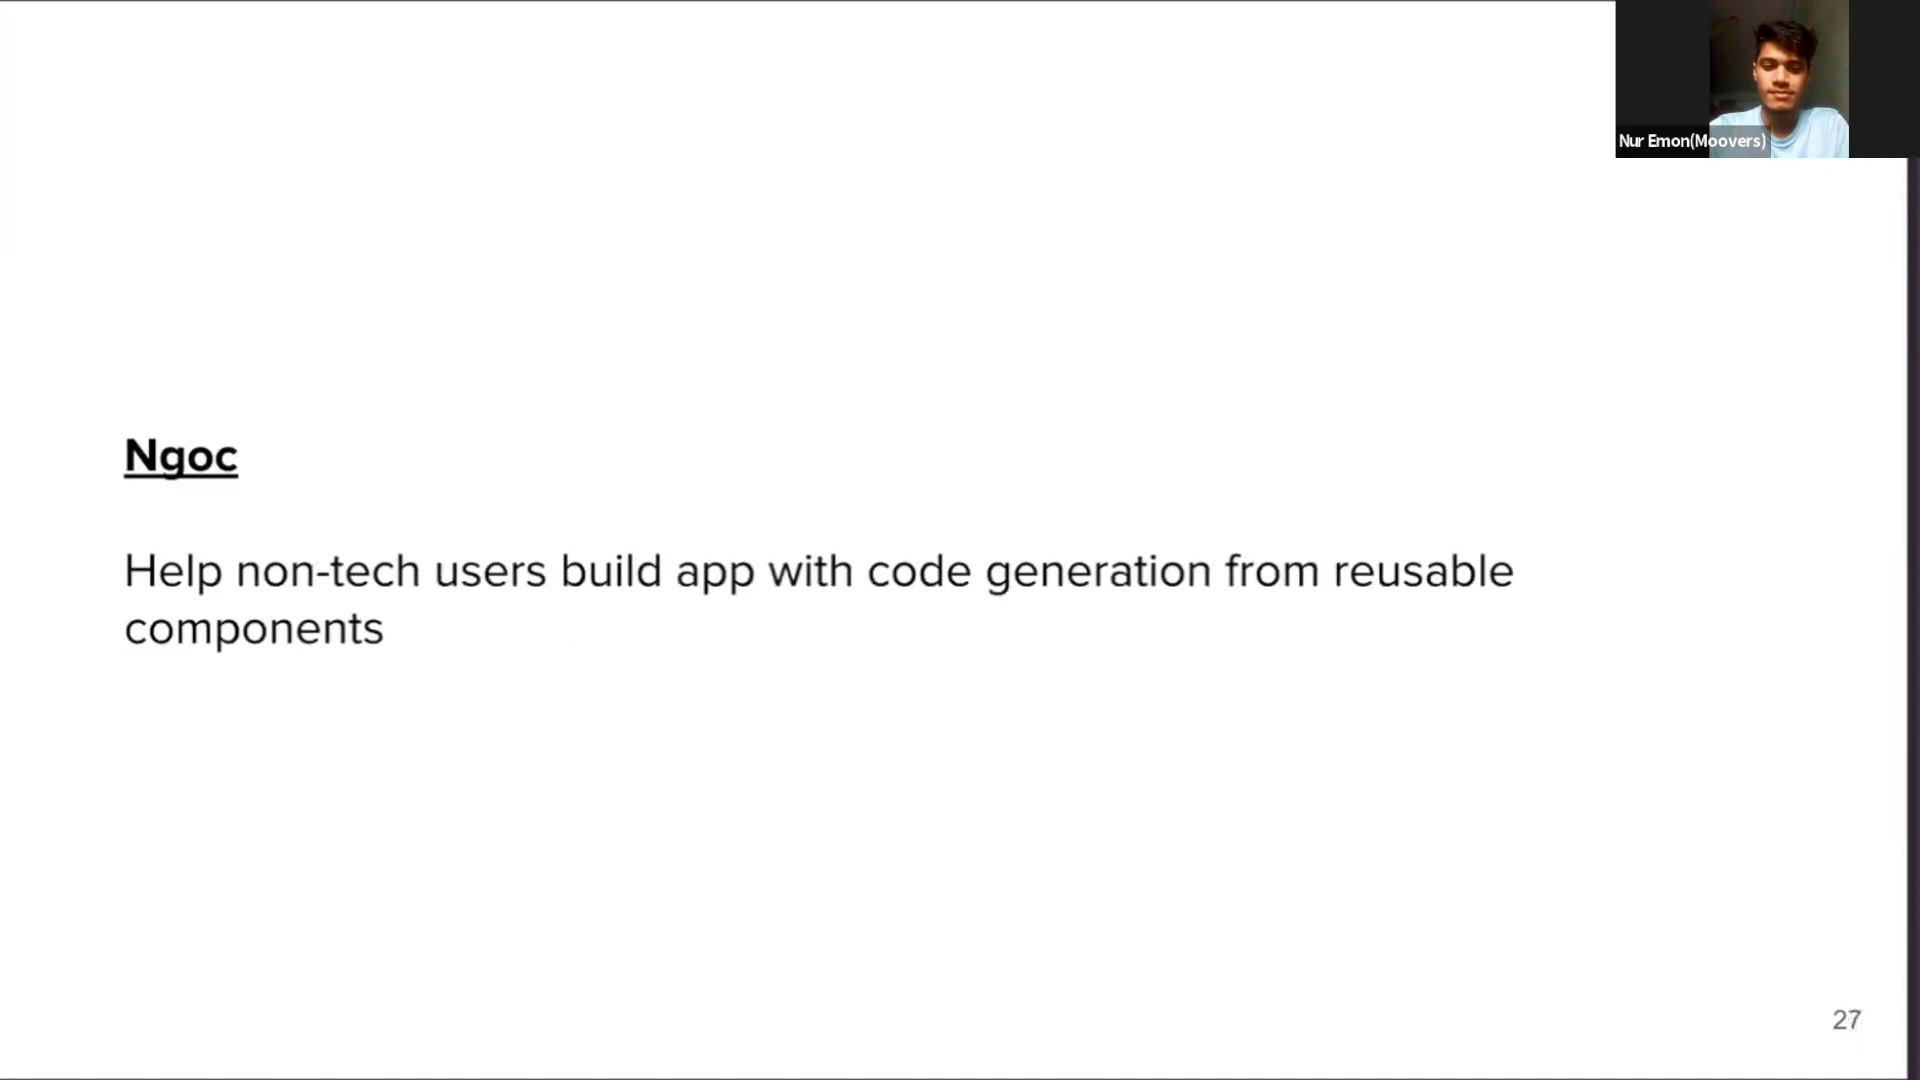 Nur Emon(Moovers)
Ngoc
Help non-tech users build app with code generation from reusable
components
27